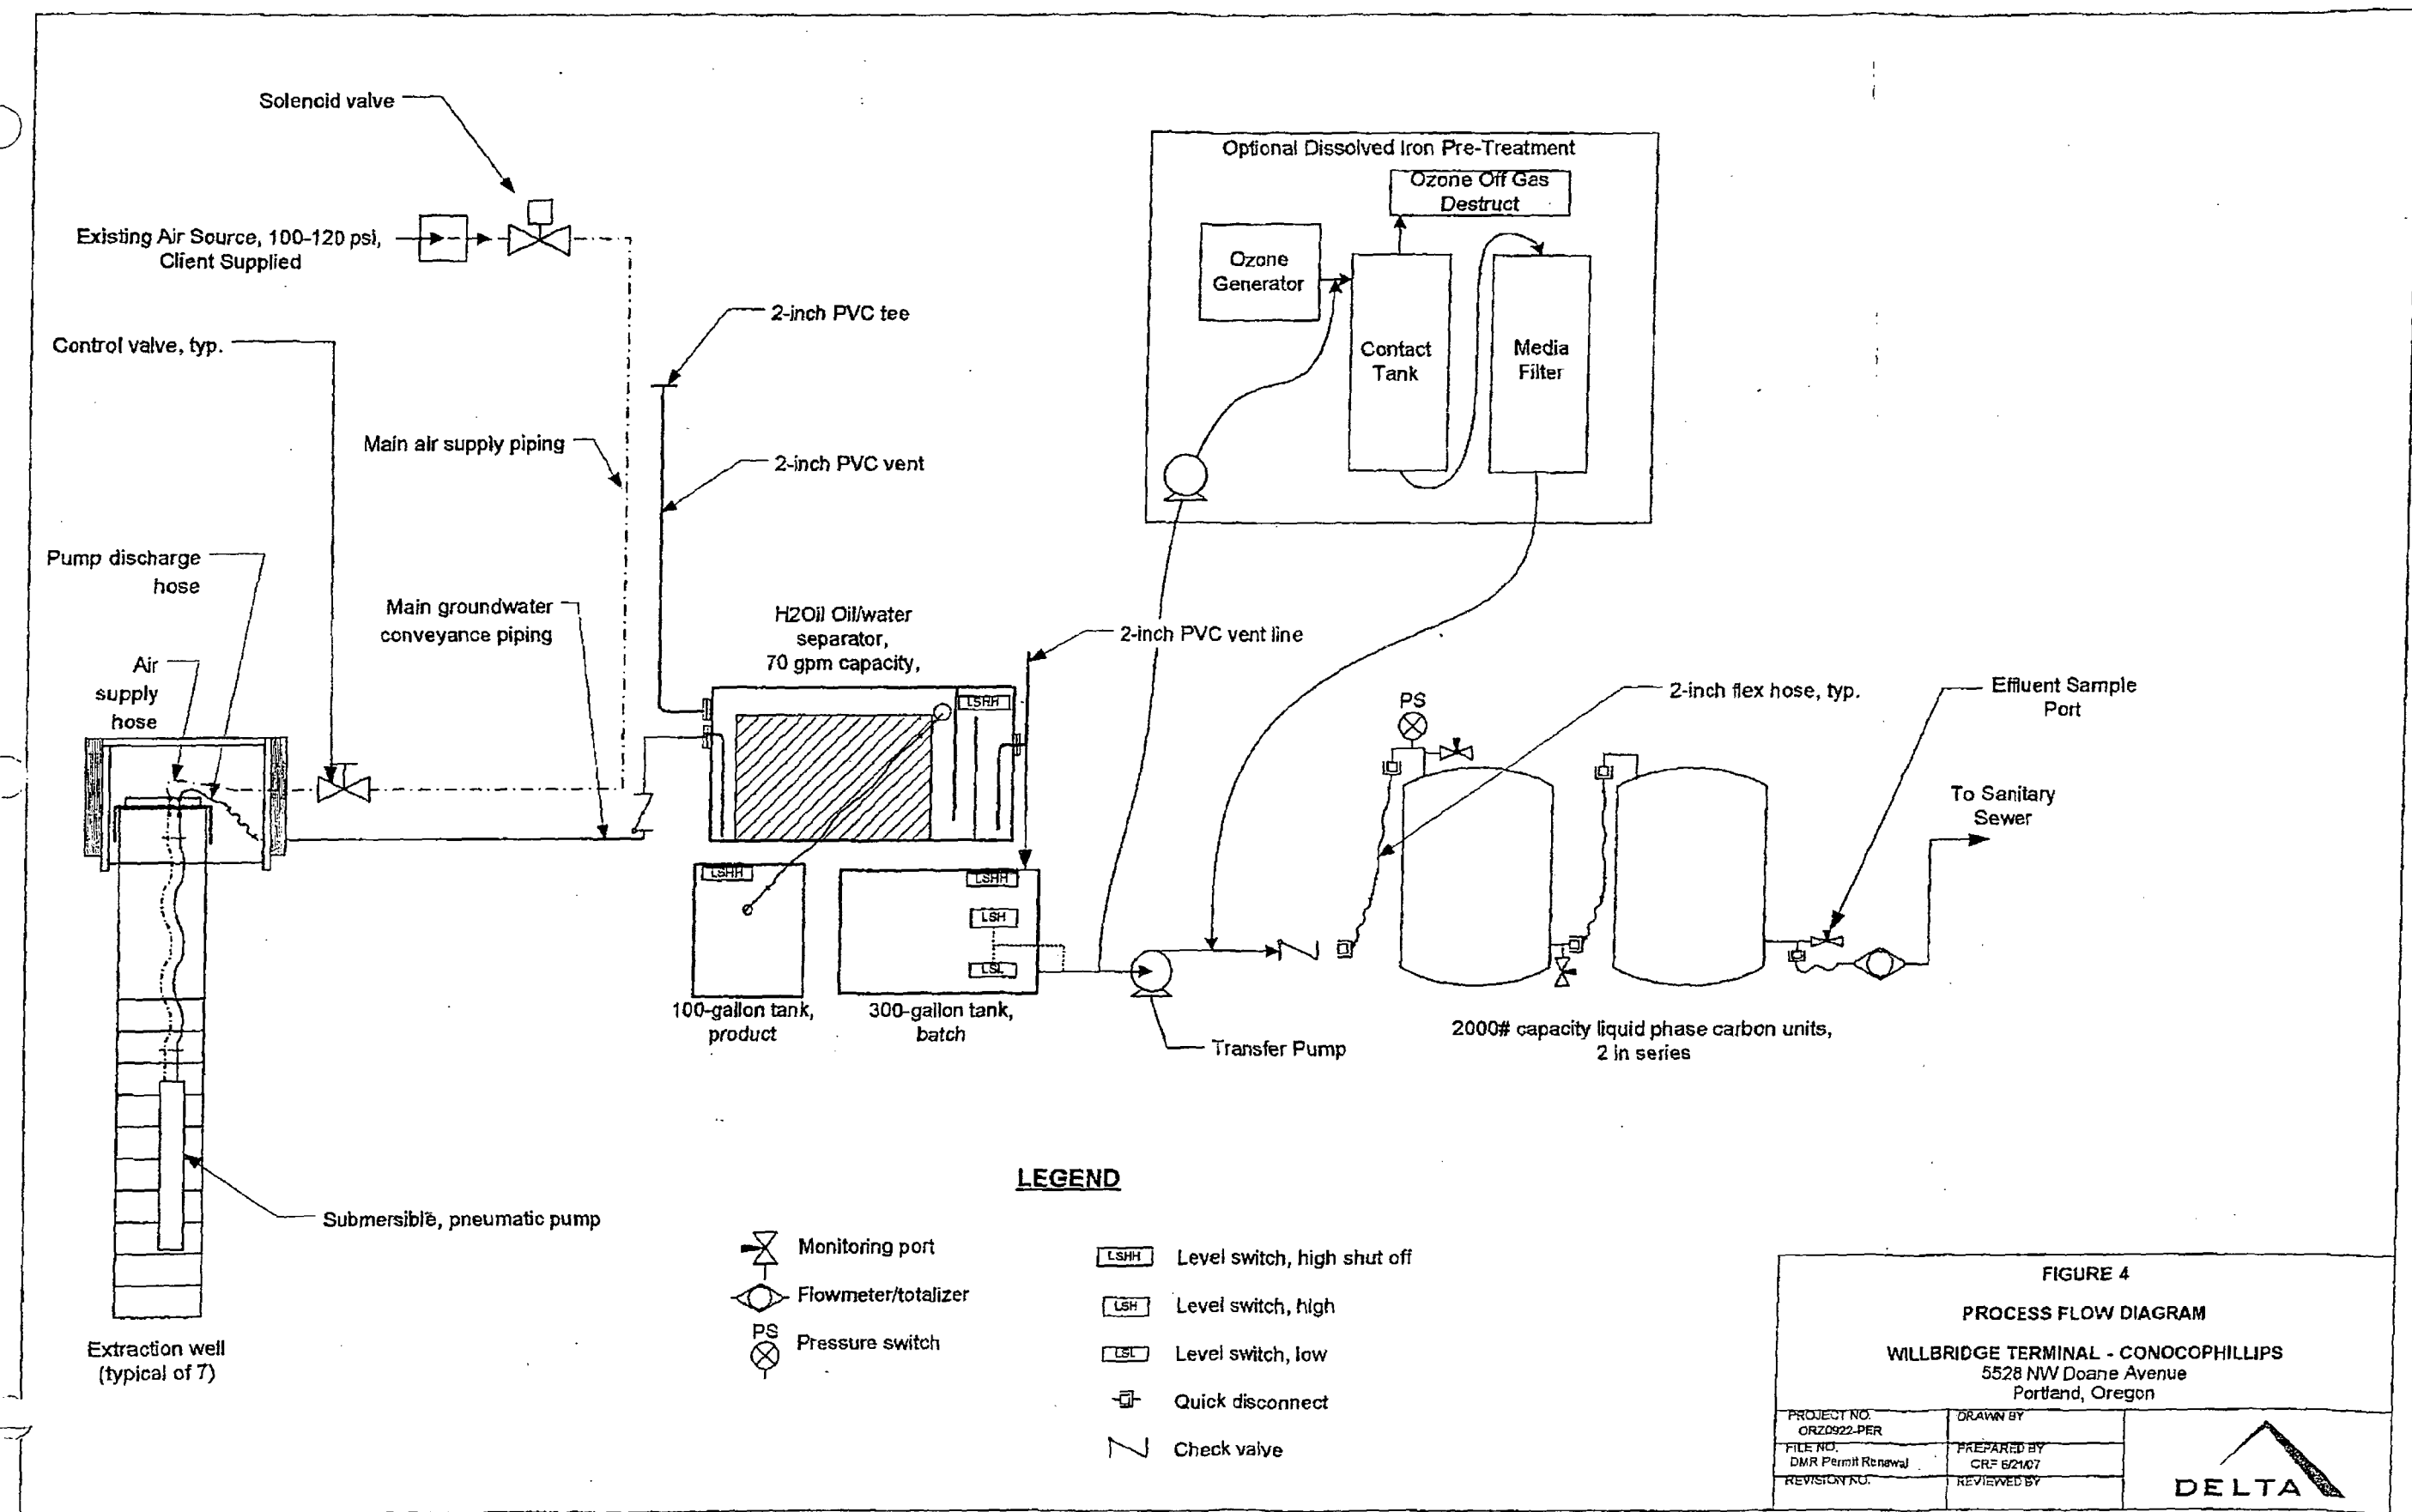 Solenoid valve
Existing Air Source, 100-120 psi,
Client Supplied
Control valve, typ.
2-inch PVC tee
Main air supply piping
2-inch PVC vent
Pump discharge
hose
Main groundwater
conveyance piping
Air
supply
hose
H2Oil Oil/water
separator,
70 gpm capacity,
2-inch PVC vent line
LSHH
LSHH
LSHH
LSH
LSL
100-gallon tank,
product
300-gallon tank,
batch
Transfer Pump
Optional Dissolved Iron Pre-Treatment
Ozone Off Gas
Destruct
Ozone
Generator
Contact
Tank
Media
Filter
PS
2-inch flex hose, typ.
Effluent Sample
Port
To Sanitary
Sewer
2000# capacity liquid phase carbon units,
2 in series
Submersible, pneumatic pump
Extraction well
(typical of 7)
LEGEND
Monitoring port
Flowmeter/totalizer
PS
Pressure switch
LSHH Level switch, high shut off
LSH Level switch, high
LSL Level switch, low
Quick disconnect
Check valve
FIGURE 4
PROCESS FLOW DIAGRAM
WILLBRIDGE TERMINAL - CONOCOPHILLIPS
5528 NW Doane Avenue
Portland, Oregon
PROJECT NO.
ORZ0922-PER
DRAWN BY
FILE NO.
DMR Permit Renewal
PREPARED BY
CRF 6/21/07
REVISION NO.
REVIEWED BY
DELTA